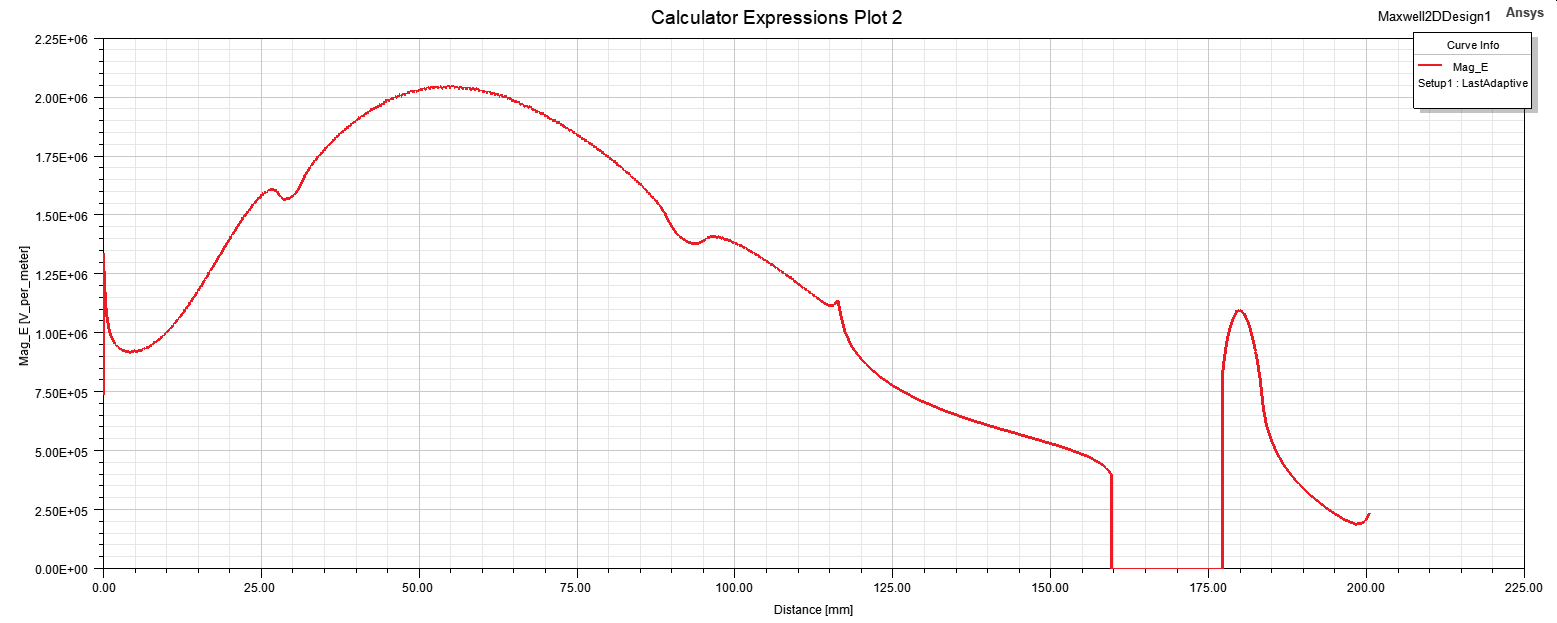 Calculator Expressions Plot 2
Maxwell2DDesign1
Ansys
Curve Info
Mag_E
Setup1 : LastAdaptive
2.25E+06
2.00E+06
1.75E+06
1.50E+06
1.25E+06
1.00E+06
7.50E+05
5.00E+05
2.50E+05
0.00E+00
Mag_E [V_per_meter]
0.00 25.00 50.00 75.00 100.00 125.00 150.00 175.00 200.00 225.00
Distance [mm]